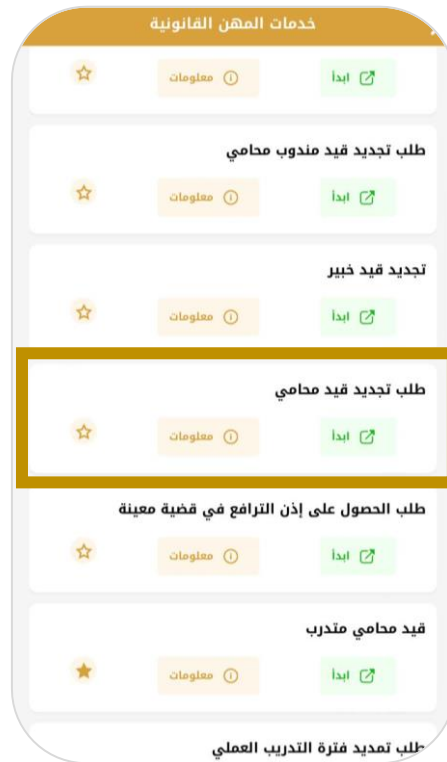 خدمات المهن القانونية
ابدأ معلومات
طلب تجديد قيد مندوب محامي
ابدأ معلومات
تجديد قيد خبير
ابدأ معلومات
طلب تجديد قيد محامي
ابدأ معلومات
طلب الحصول على إذن الترافع في قضية معينة
ابدأ معلومات
قيد محامي متدرب
ابدأ معلومات
طلب تمديد فترة التدريب العملي